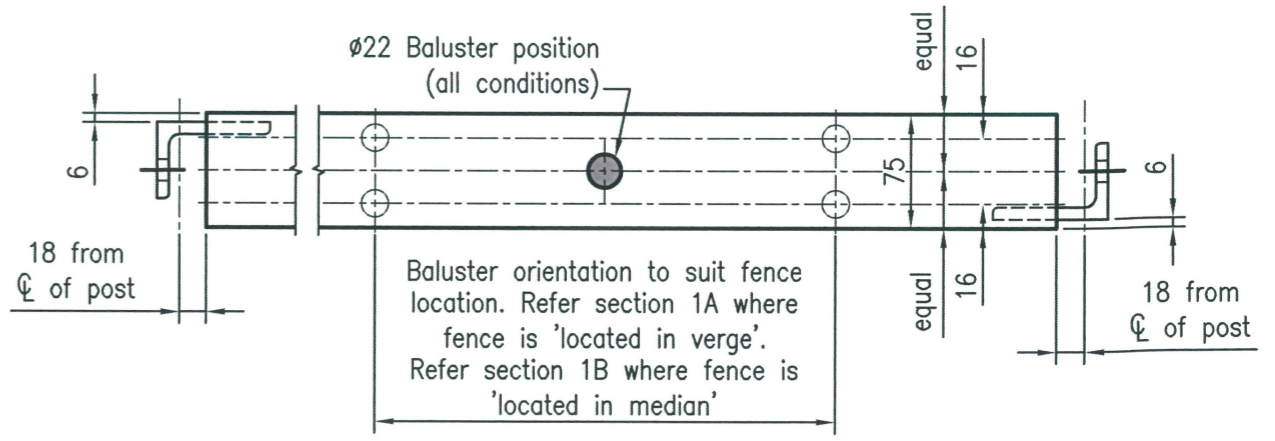 ø22 Baluster position
(all conditions)
equal
16
6
75
6
18 from
℄ of post
Baluster orientation to suit fence
location. Refer section 1A where
fence is 'located in verge'.
Refer section 1B where fence is
'located in median'
equal
16
18 from
℄ of post